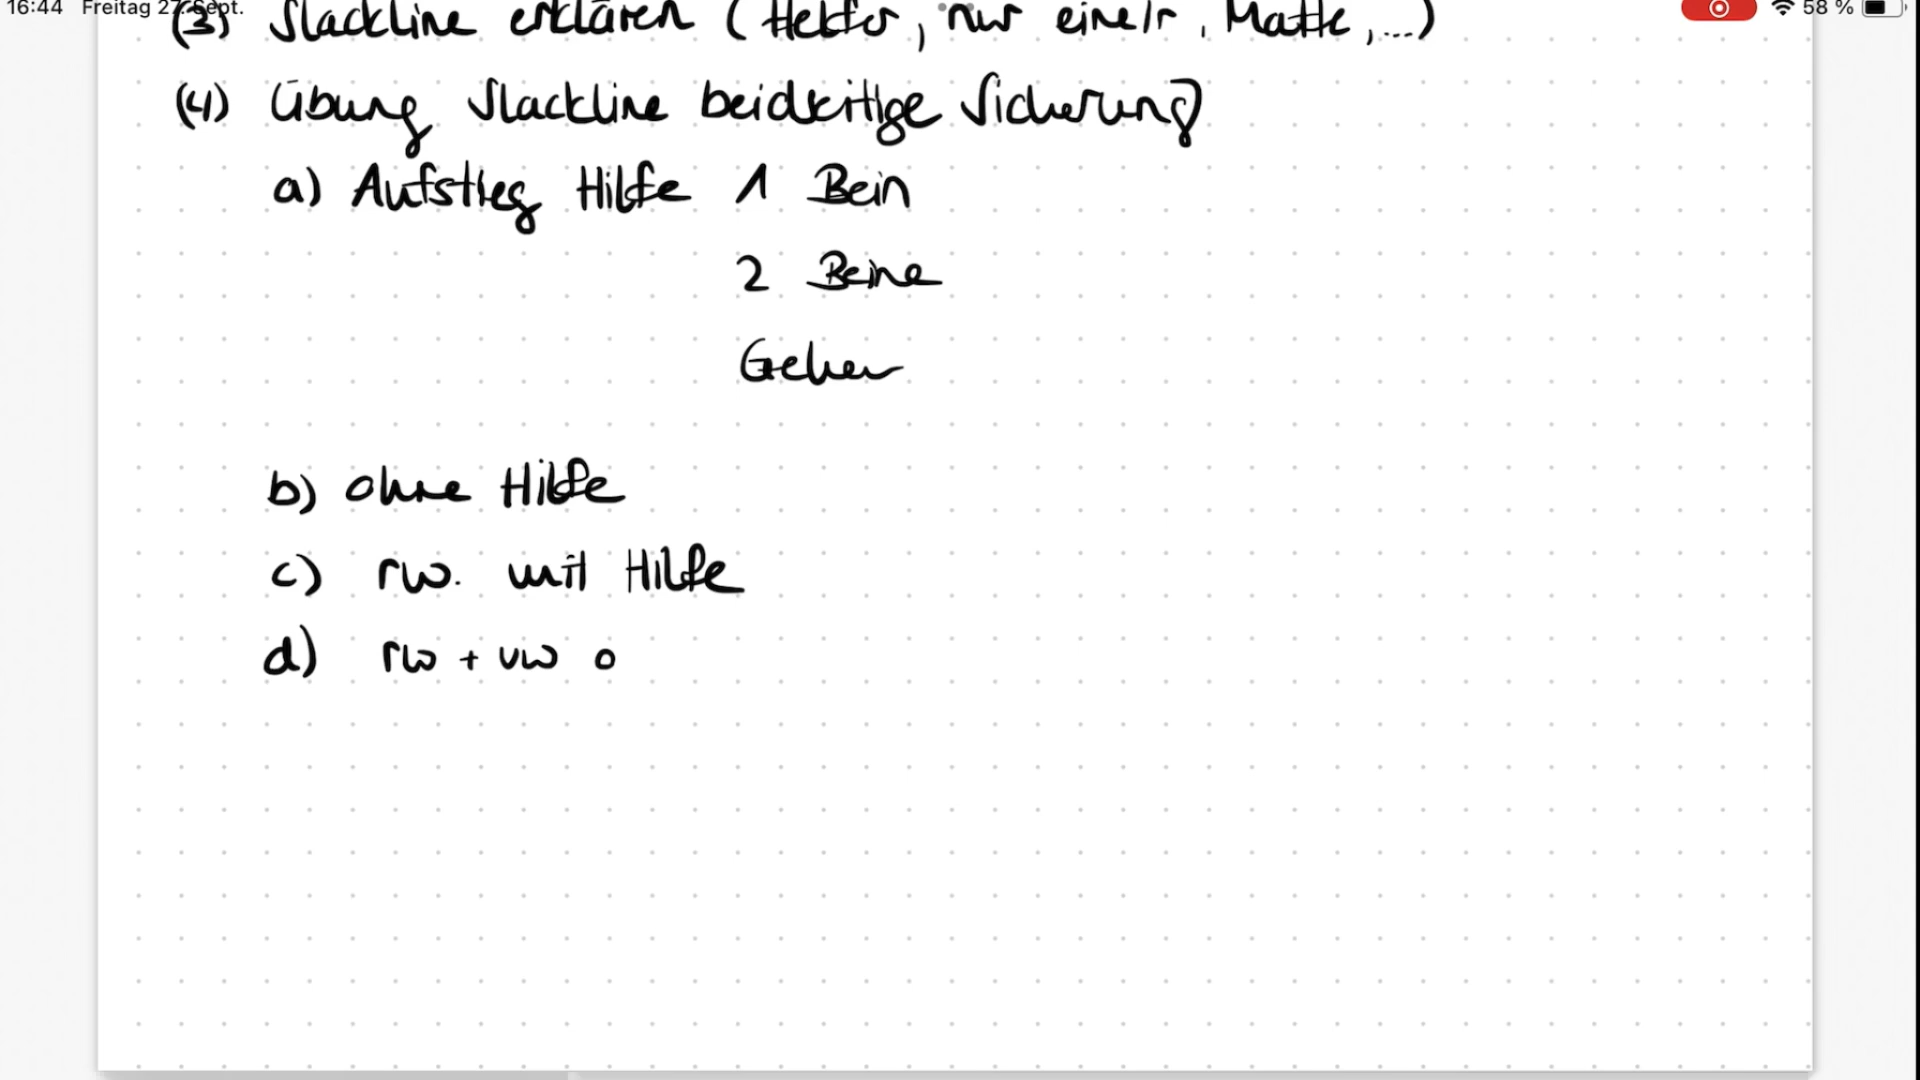 16:44 Freitag 27. Sept. 58 %
(3) Slackline erklären (Helfer, nur eine/r, Matte, ...)
(4) Übung Slackline beidseitige Sicherung
a) Aufstieg Hilfe 1 Bein
2 Beine
Gehen
b) ohne Hilfe
c) rw. mit Hilfe
d) rw + vw o